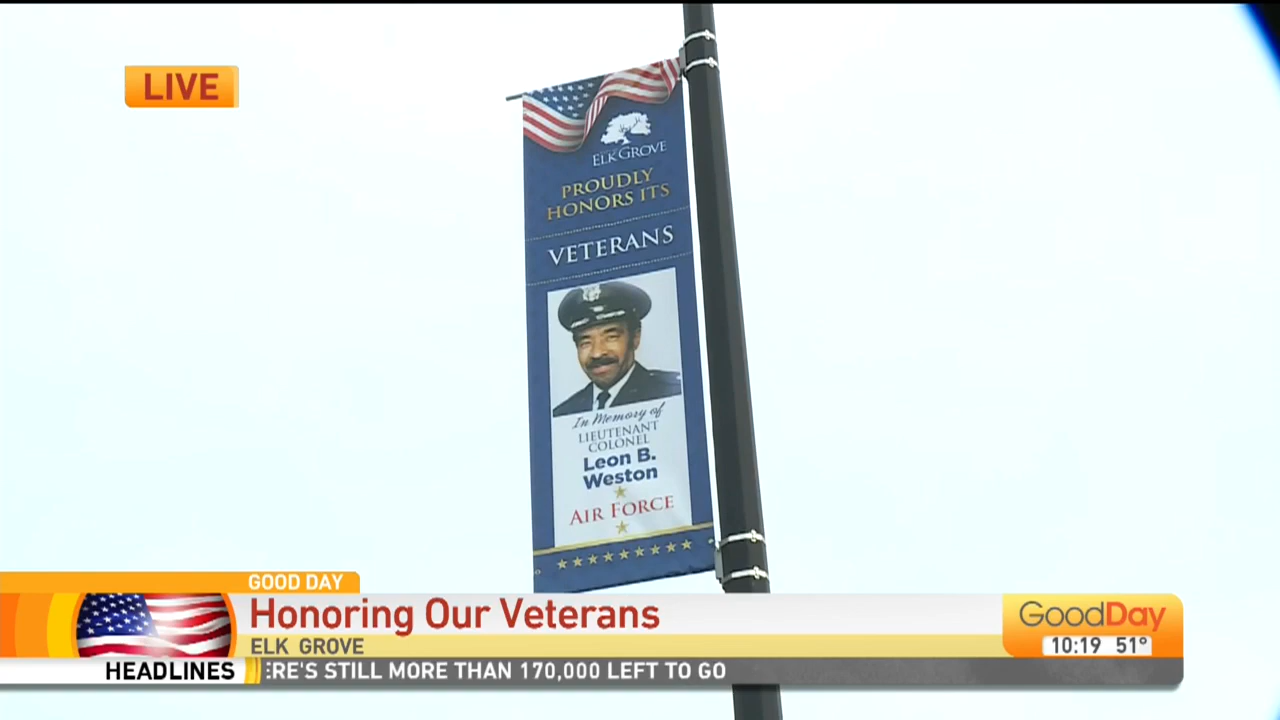 LIVE
ELK GROVE
PROUDLY
HONORS ITS
VETERANS
In Memory of
LIEUTENANT
COLONEL
Leon B.
Weston
AIR FORCE
GOOD DAY
Honoring Our Veterans
ELK GROVE
GoodDay
10:19 51°
HEADLINES ERE'S STILL MORE THAN 170,000 LEFT TO GO